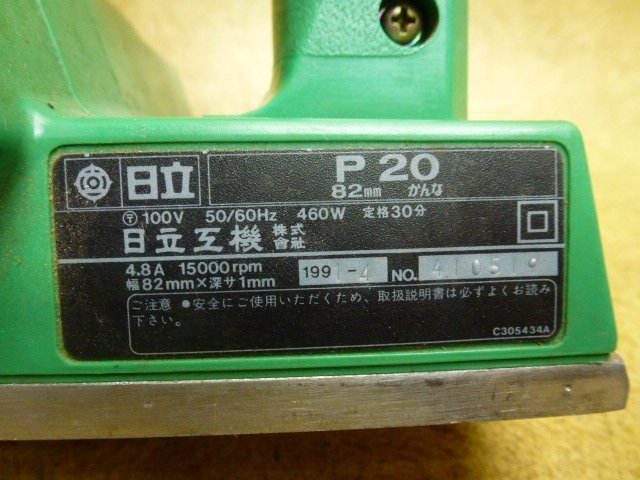 日立
P 20
82mm かんな
〒 100V 50/60Hz 460W 定格30分
日立工機 株式會社
4.8A 15000rpm
幅82mm×深サ1mm
1991-4 NO. 410519
ご注意 ●安全にご使用いただくため、取扱説明書は必ずよくお読み
下さい。
C305434A